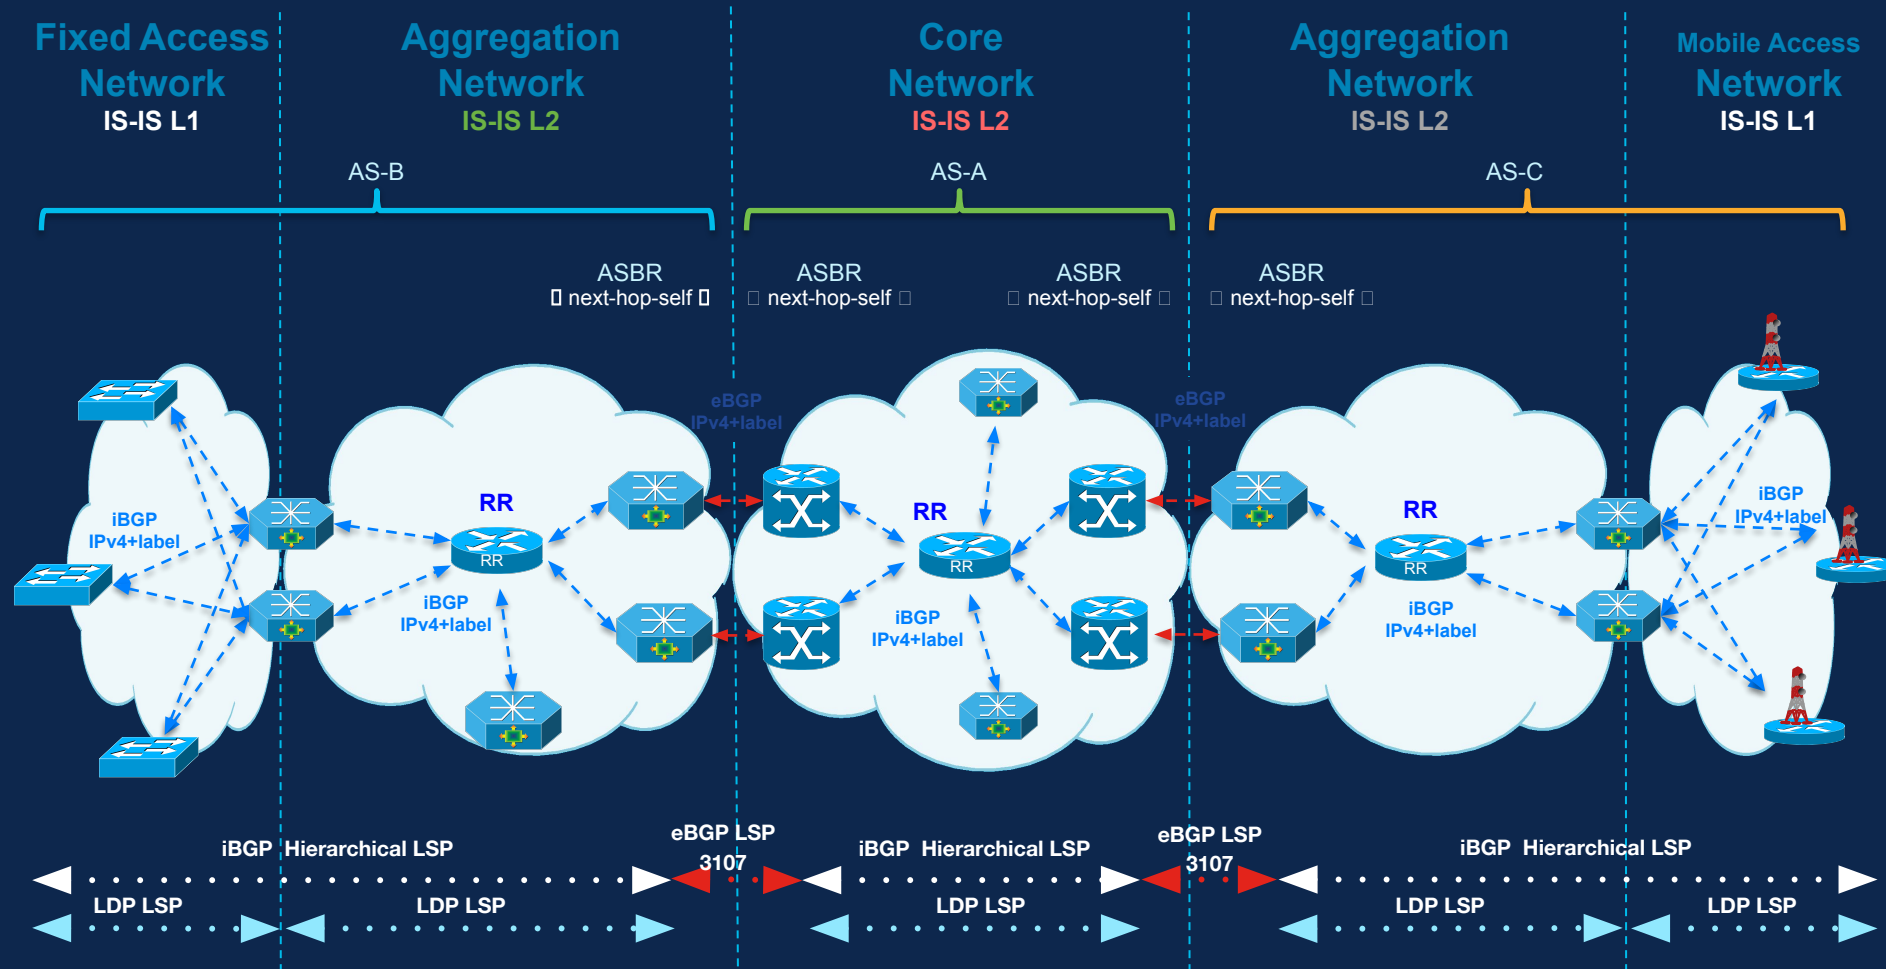 Fixed Access
Network
IS-IS L1
Aggregation
Network
IS-IS L2
Core
Network
IS-IS L2
Aggregation
Network
IS-IS L2
Mobile Access
Network
IS-IS L1
AS-B
AS-A
AS-C
ASBR
next-hop-self
ASBR
next-hop-self
ASBR
next-hop-self
ASBR
next-hop-self
eBGP
IPv4+label
eBGP
IPv4+label
RR
RR
RR
iBGP
IPv4+label
iBGP
IPv4+label
RR
RR
RR
iBGP
IPv4+label
iBGP
IPv4+label
iBGP
IPv4+label
iBGP Hierarchical LSP
eBGP LSP
3107
iBGP Hierarchical LSP
eBGP LSP
3107
iBGP Hierarchical LSP
LDP LSP
LDP LSP
LDP LSP
LDP LSP
LDP LSP